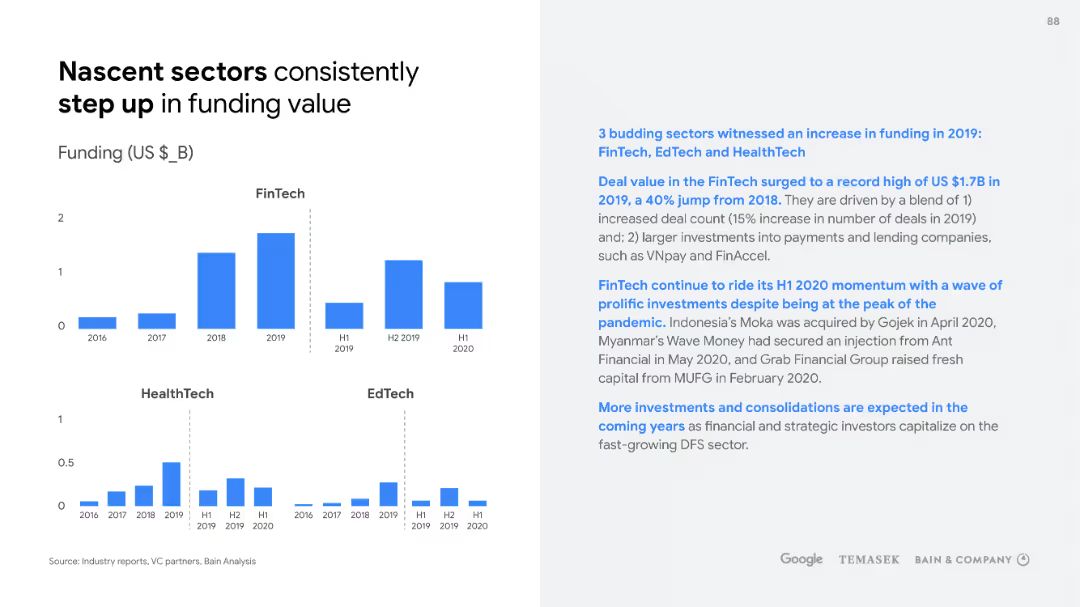 88
Nascent sectors consistently
step up in funding value
Funding (US $_B)
FinTech
2
1
0
2016 2017 2018 2019 H1 2019 H2 2019 H1 2020
HealthTech
1
0.5
0
2016 2017 2018 2019 H1 2019 H2 2019 H1 2020
EdTech
2016 2017 2018 2019 H1 2019 H2 2019 H1 2020
Source: Industry reports, VC partners, Bain Analysis
3 budding sectors witnessed an increase in funding in 2019:
FinTech, EdTech and HealthTech
Deal value in the FinTech surged to a record high of US $1.7B in
2019, a 40% jump from 2018. They are driven by a blend of 1)
increased deal count (15% increase in number of deals in 2019)
and; 2) larger investments into payments and lending companies,
such as VNpay and FinAccel.
FinTech continue to ride its H1 2020 momentum with a wave of
prolific investments despite being at the peak of the
pandemic. Indonesia's Moka was acquired by Gojek in April 2020,
Myanmar's Wave Money had secured an injection from Ant
Financial in May 2020, and Grab Financial Group raised fresh
capital from MUFG in February 2020.
More investments and consolidations are expected in the
coming years as financial and strategic investors capitalize on the
fast-growing DFS sector.
Google TEMASEK BAIN & COMPANY